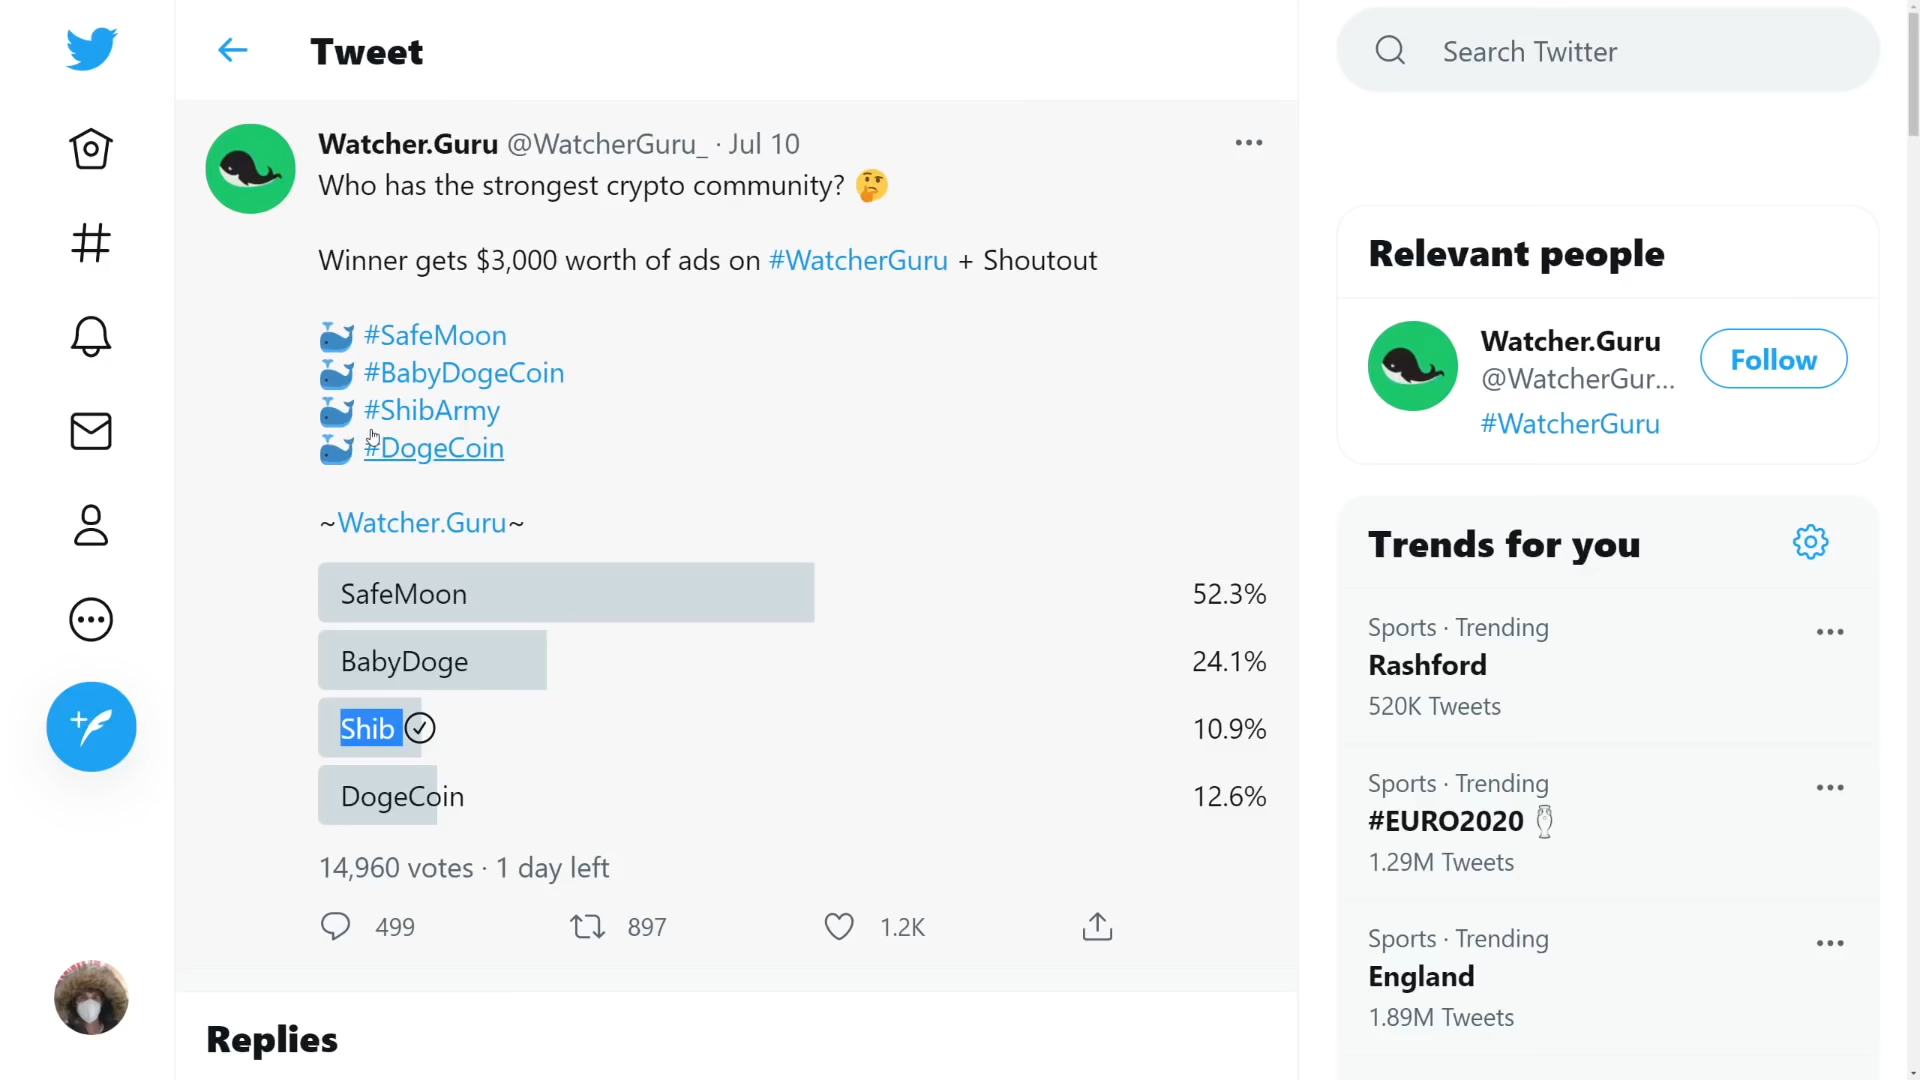 Tweet
Watcher.Guru @WatcherGuru_ · Jul 10
Who has the strongest crypto community? 🤔
Winner gets $3,000 worth of ads on #WatcherGuru + Shoutout
🐳 #SafeMoon
🐳 #BabyDogeCoin
🐳 #ShibArmy
🐳 #DogeCoin
~Watcher.Guru~
SafeMoon 52.3%
BabyDoge 24.1%
Shib 10.9%
DogeCoin 12.6%
14,960 votes · 1 day left
499 897 1.2K
Replies
Search Twitter
Relevant people
Watcher.Guru
@WatcherGur...
Follow
#WatcherGuru
Trends for you
Sports · Trending
Rashford
520K Tweets
Sports · Trending
#EURO2020
1.29M Tweets
Sports · Trending
England
1.89M Tweets